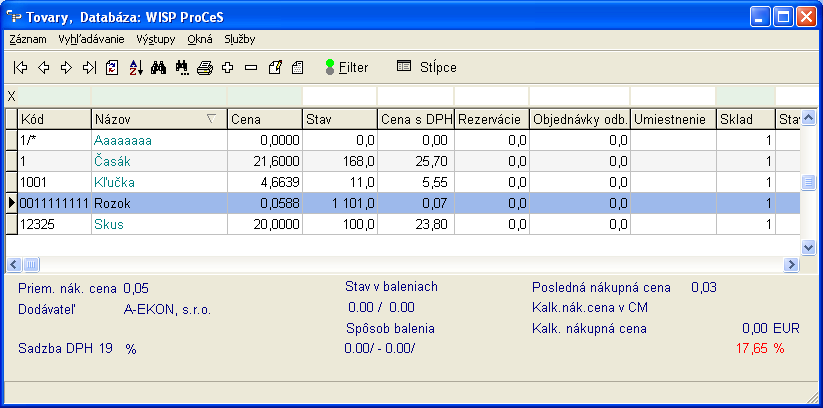 Tovary, Databáza: WISP ProCeS
Záznam Vyhľadávanie Výstupy Okná Služby
Filter Stĺpce
X
Kód Názov Cena Stav Cena s DPH Rezervácie Objednávky odb. Umiestnenie Sklad Stav
1/* Aaaaaaaa 0,0000 0,0 0,00 0,0 0,0 1
1 Časák 21,6000 168,0 25,70 0,0 0,0 1
1001 Kľučka 4,6639 11,0 5,55 0,0 0,0 1
0011111111 Rozok 0,0588 1 101,0 0,07 0,0 0,0 1
12325 Skus 20,0000 100,0 23,80 0,0 0,0 1
Priem. nák. cena 0,05 Stav v baleniach Posledná nákupná cena 0,03
Dodávateľ A-EKON, s.r.o. 0.00 / 0.00 Kalk.nák.cena v CM
Spôsob balenia Kalk. nákupná cena 0,00 EUR
Sadzba DPH 19 % 0.00/ - 0.00/ 17,65 %